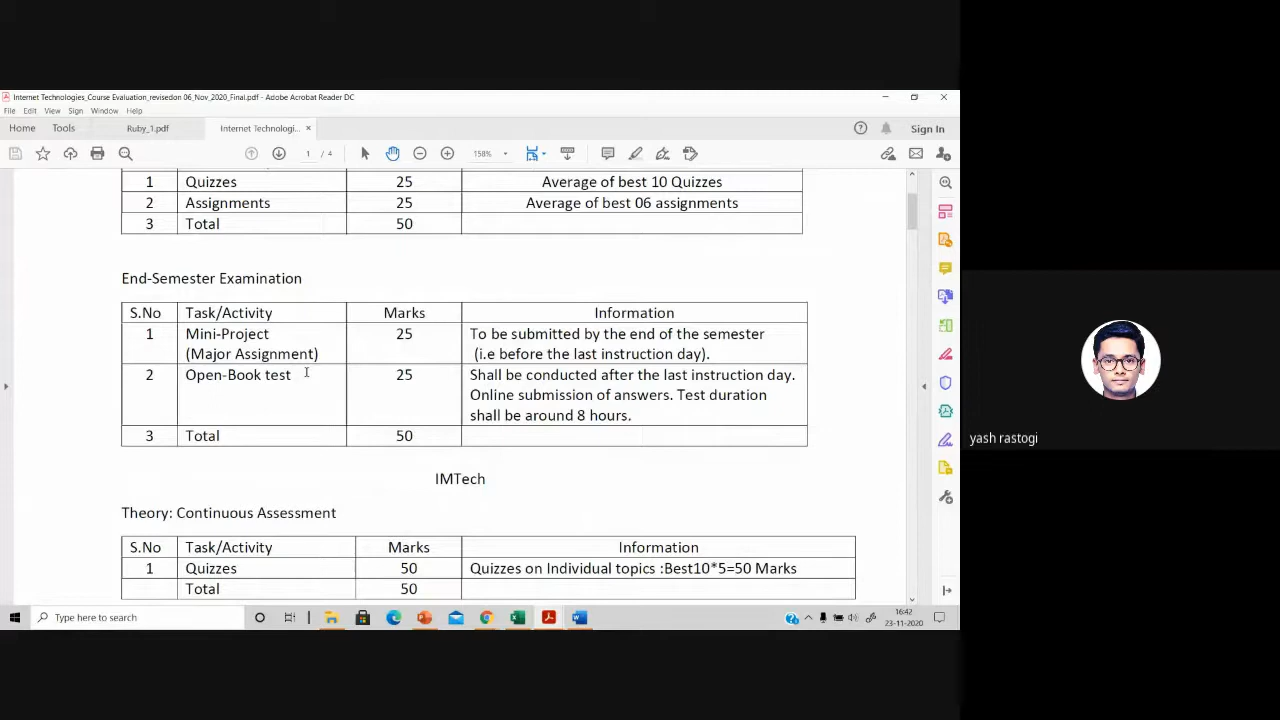 Internet Technologies_Course Evaluation_revisedon 06_Nov_2020_Final.pdf - Adobe Acrobat Reader DC
File Edit View Sign Window Help
Home Tools Ruby_1.pdf Internet Technologi... × Sign In
1 / 4 158%
1 Quizzes 25 Average of best 10 Quizzes
2 Assignments 25 Average of best 06 assignments
3 Total 50
End-Semester Examination
S.No Task/Activity Marks Information
1 Mini-Project 25 To be submitted by the end of the semester
(Major Assignment) (i.e before the last instruction day).
2 Open-Book test 25 Shall be conducted after the last instruction day.
Online submission of answers. Test duration
shall be around 8 hours.
3 Total 50
yash rastogi
IMTech
Theory: Continuous Assessment
S.No Task/Activity Marks Information
1 Quizzes 50 Quizzes on Individual topics :Best10*5=50 Marks
Total 50
Type here to search
16:42
23-11-2020